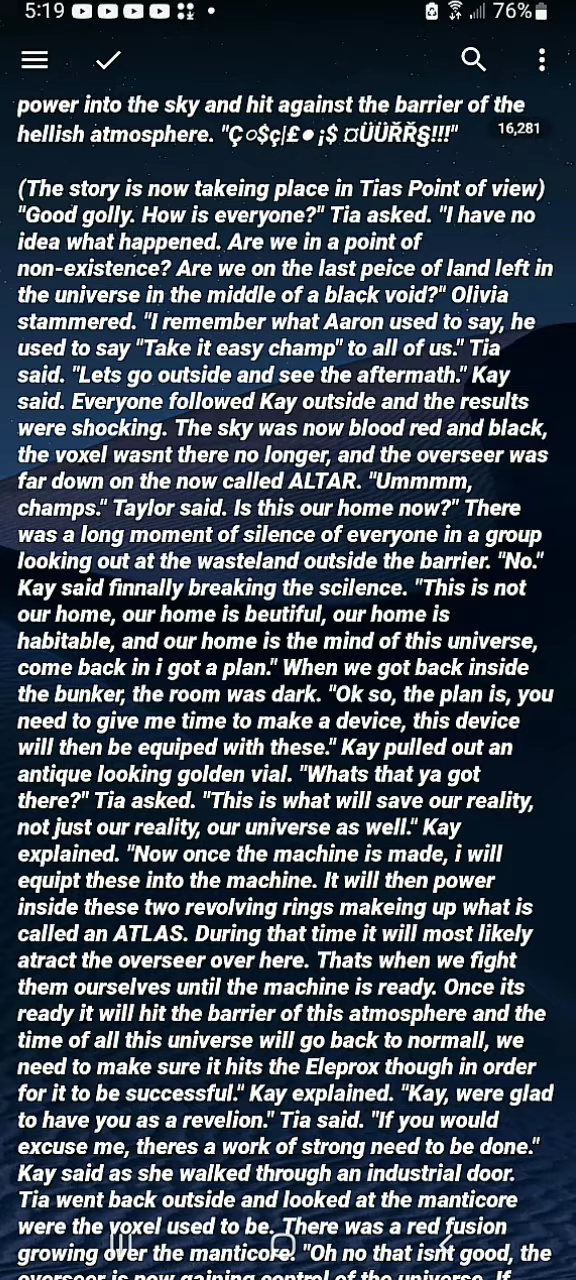 5:19
76%
power into the sky and hit against the barrier of the
hellish atmosphere. "Ç○$ç|£●¡$ ¤ÜÜŘŘ§!!!"
16,281
(The story is now takeing place in Tias Point of view)
"Good golly. How is everyone?" Tia asked. "I have no
idea what happened. Are we in a point of
non-existence? Are we on the last peice of land left in
the universe in the middle of a black void?" Olivia
stammered. "I remember what Aaron used to say, he
used to say "Take it easy champ" to all of us." Tia
said. "Lets go outside and see the aftermath." Kay
said. Everyone followed Kay outside and the results
were shocking. The sky was now blood red and black,
the voxel wasnt there no longer, and the overseer was
far down on the now called ALTAR. "Ummmm,
champs." Taylor said. Is this our home now?" There
was a long moment of silence of everyone in a group
looking out at the wasteland outside the barrier. "No."
Kay said finnally breaking the scilence. "This is not
our home, our home is beutiful, our home is
habitable, and our home is the mind of this universe,
come back in i got a plan." When we got back inside
the bunker, the room was dark. "Ok so, the plan is, you
need to give me time to make a device, this device
will then be equiped with these." Kay pulled out an
antique looking golden vial. "Whats that ya got
there?" Tia asked. "This is what will save our reality,
not just our reality, our universe as well." Kay
explained. "Now once the machine is made, i will
equipt these into the machine. It will then power
inside these two revolving rings makeing up what is
called an ATLAS. During that time it will most likely
atract the overseer over here. Thats when we fight
them ourselves until the machine is ready. Once its
ready it will hit the barrier of this atmosphere and the
time of all this universe will go back to normall, we
need to make sure it hits the Eleprox though in order
for it to be successful." Kay explained. "Kay, were glad
to have you as a revelion." Tia said. "If you would
excuse me, theres a work of strong need to be done."
Kay said as she walked through an industrial door.
Tia went back outside and looked at the manticore
were the voxel used to be. There was a red fusion
growing over the manticore. "Oh no that isnt good, the
overseer is now gaining control of the universe. If